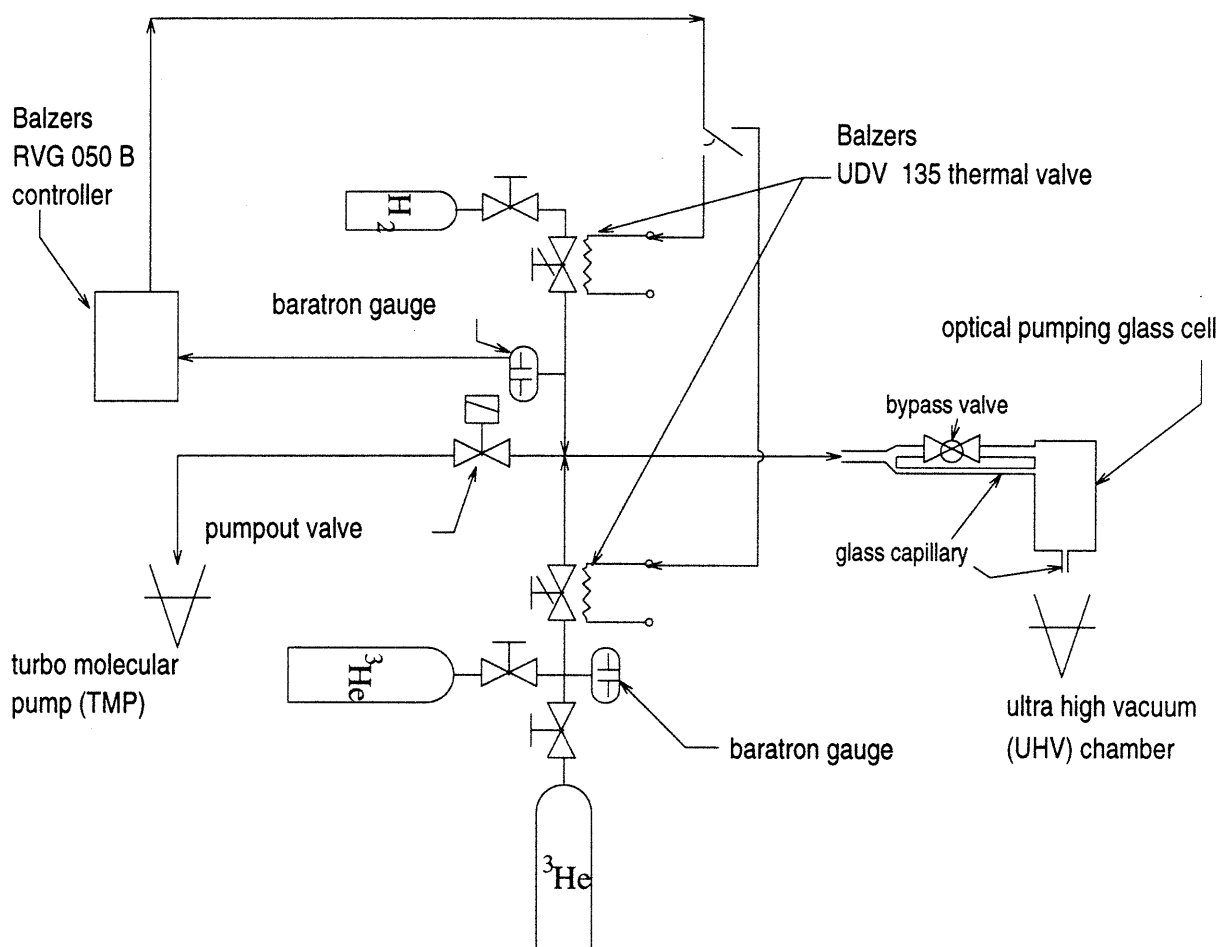 Balzers
RVG 050 B
controller
Balzers
UDV 135 thermal valve
H2
baratron gauge
optical pumping glass cell
bypass valve
pumpout valve
glass capillary
turbo molecular
pump (TMP)
3He
ultra high vacuum
(UHV) chamber
baratron gauge
3He